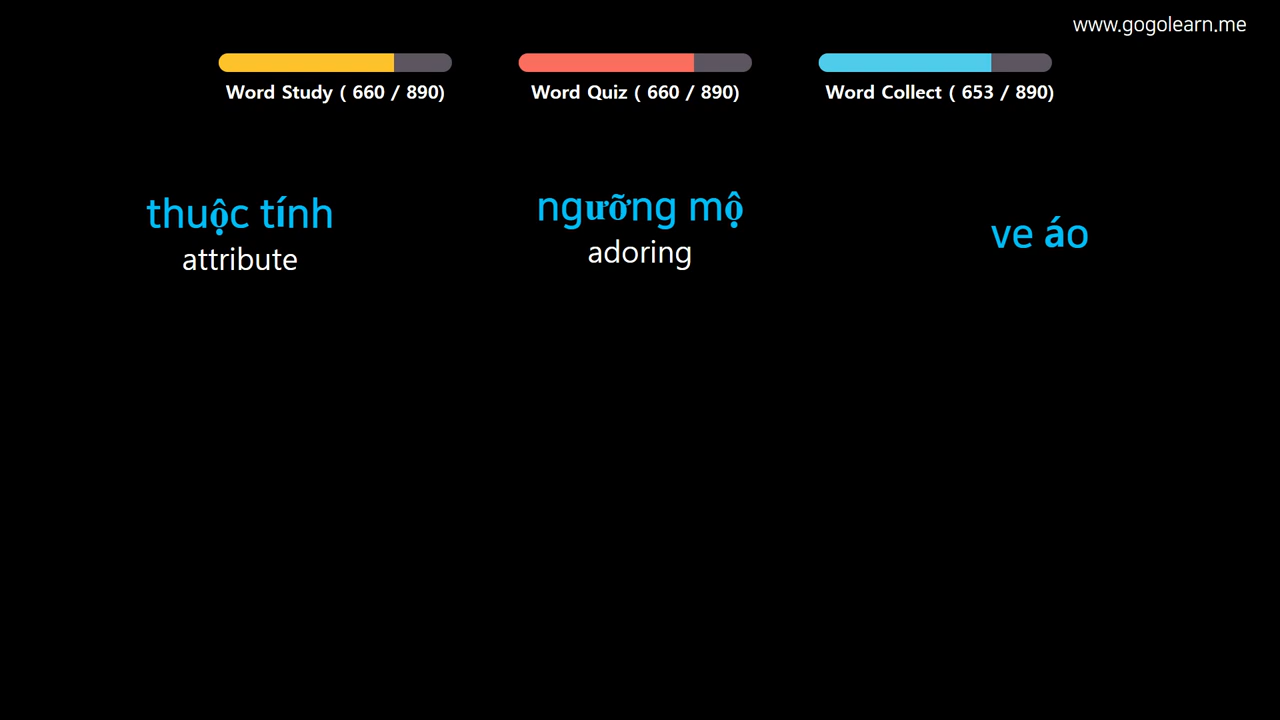 www.gogolearn.me
Word Study ( 660 / 890)
Word Quiz ( 660 / 890)
Word Collect ( 653 / 890)
thuộc tính
attribute
ngưỡng mộ
adoring
ve áo